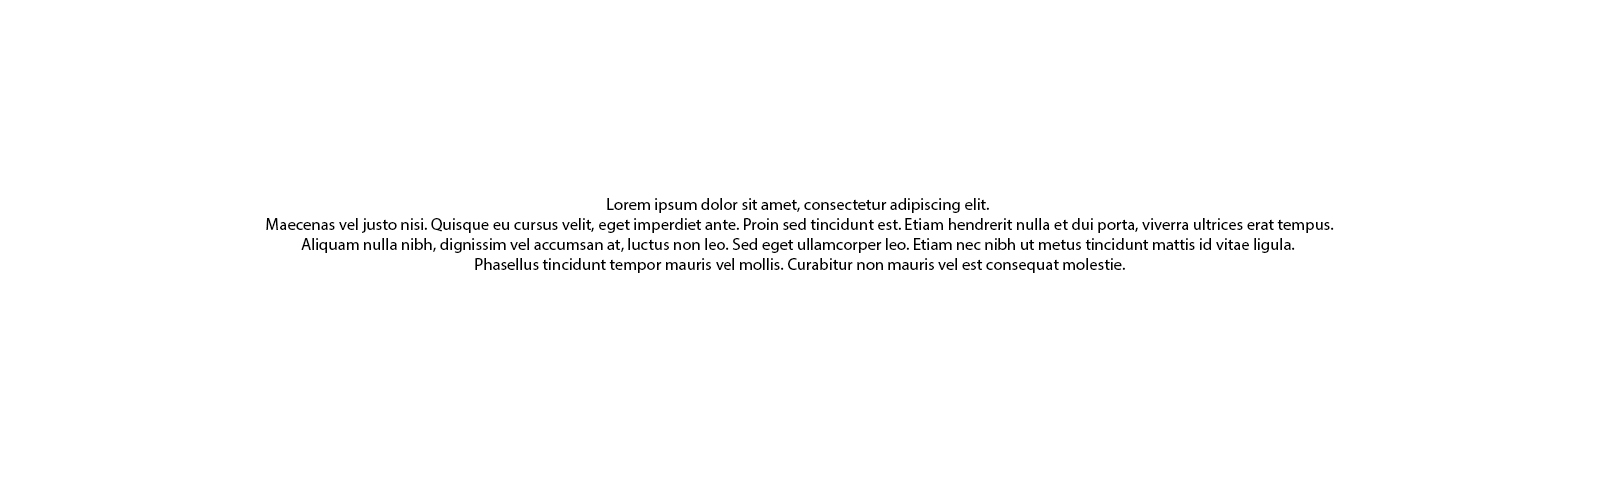 Lorem ipsum dolor sit amet, consectetur adipiscing elit.
Maecenas vel justo nisi. Quisque eu cursus velit, eget imperdiet ante. Proin sed tincidunt est. Etiam hendrerit nulla et dui porta, viverra ultrices erat tempus.
Aliquam nulla nibh, dignissim vel accumsan at, luctus non leo. Sed eget ullamcorper leo. Etiam nec nibh ut metus tincidunt mattis id vitae ligula.
Phasellus tincidunt tempor mauris vel mollis. Curabitur non mauris vel est consequat molestie.